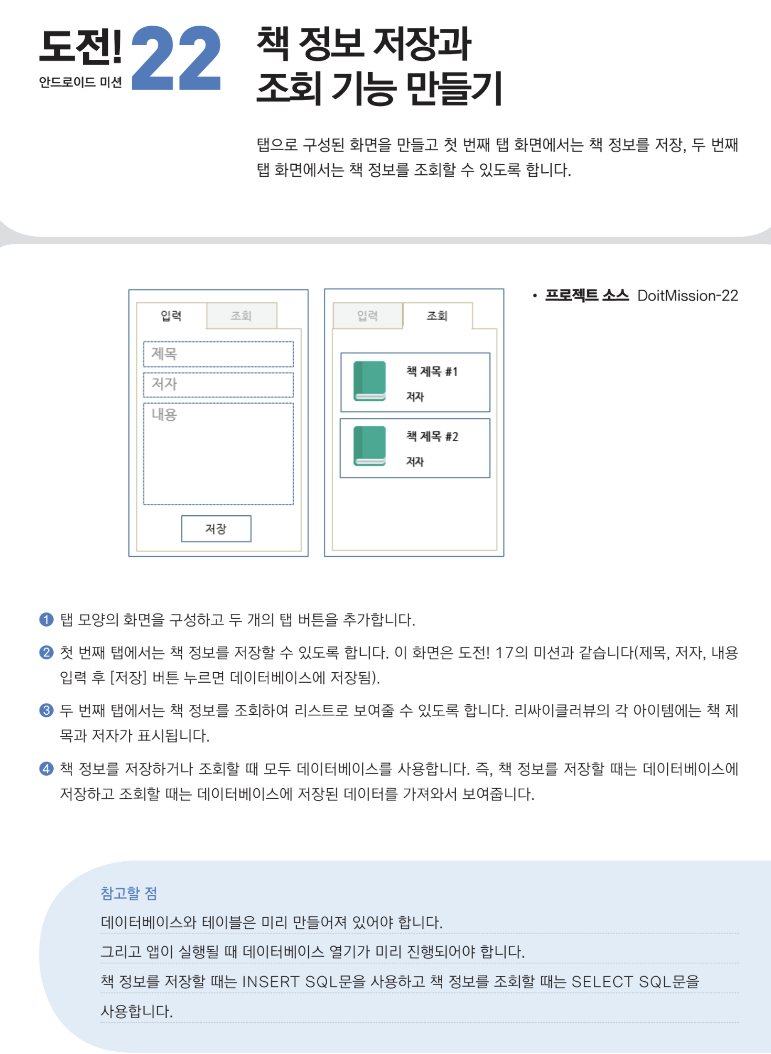 도전!
안드로이드 미션
22
책 정보 저장과
조회 기능 만들기
탭으로 구성된 화면을 만들고 첫 번째 탭 화면에서는 책 정보를 저장, 두 번째
탭 화면에서는 책 정보를 조회할 수 있도록 합니다.
• 프로젝트 소스 DoitMission-22
입력 조회
제목
저자
내용
저장
입력 조회
책 제목 #1
저자
책 제목 #2
저자
❶ 탭 모양의 화면을 구성하고 두 개의 탭 버튼을 추가합니다.
❷ 첫 번째 탭에서는 책 정보를 저장할 수 있도록 합니다. 이 화면은 도전! 17의 미션과 같습니다(제목, 저자, 내용
입력 후 [저장] 버튼 누르면 데이터베이스에 저장됨).
❸ 두 번째 탭에서는 책 정보를 조회하여 리스트로 보여줄 수 있도록 합니다. 리싸이클러뷰의 각 아이템에는 책 제
목과 저자가 표시됩니다.
❹ 책 정보를 저장하거나 조회할 때 모두 데이터베이스를 사용합니다. 즉, 책 정보를 저장할 때는 데이터베이스에
저장하고 조회할 때는 데이터베이스에 저장된 데이터를 가져와서 보여줍니다.
참고할 점
데이터베이스와 테이블은 미리 만들어져 있어야 합니다.
그리고 앱이 실행될 때 데이터베이스 열기가 미리 진행되어야 합니다.
책 정보를 저장할 때는 INSERT SQL문을 사용하고 책 정보를 조회할 때는 SELECT SQL문을
사용합니다.